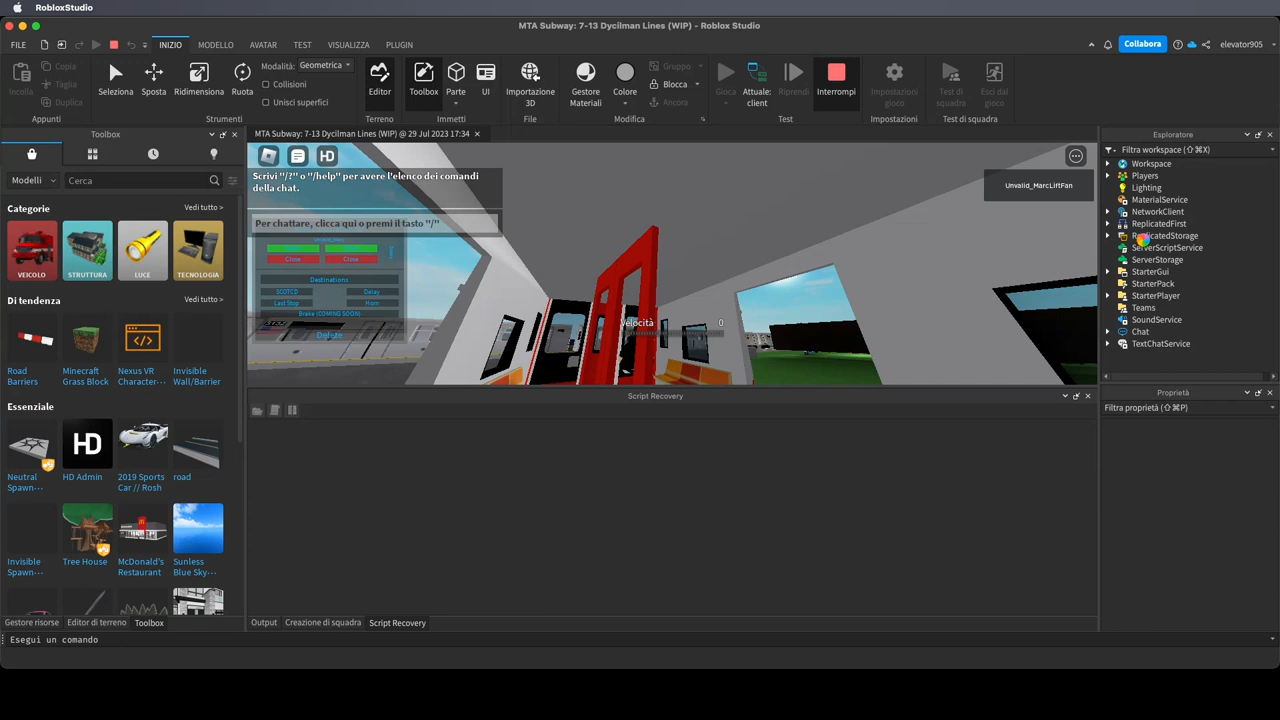 RobloxStudio
MTA Subway: 7-13 Dycilman Lines (WIP) - Roblox Studio
FILE
INIZIO
MODELLO
AVATAR
TEST
VISUALIZZA
PLUGIN
Collabora
elevator905
Incolla
Copia
Taglia
Duplica
Appunti
Seleziona
Sposta
Ridimensiona
Ruota
Modalità: Geometrica
Collisioni
Unisci superfici
Strumenti
Editor
Terreno
Toolbox
Parte
UI
Immetti
Importazione
3D
File
Gestore
Materiali
Colore
Gruppo
Blocca
Ancora
Modifica
Gioca
Attuale:
client
Riprendi
Interrompi
Test
Impostazioni
gioco
Impostazioni
Test di
squadra
Esci dal
gioco
Test di squadra
Toolbox
Modelli
Cerca
Categorie
Vedi tutto >
VEICOLO
STRUTTURA
LUCE
TECNOLOGIA
Di tendenza
Vedi tutto >
Road
Barriers
Minecraft
Grass Block
Nexus VR
Character···
Invisible
Wall/Barrier
Essenziale
HD
Neutral
Spawn···
HD Admin
2019 Sports
Car // Rosh
road
Invisible
Spawn···
Tree House
McDonald's
Restaurant
Sunless
Blue Sky···
Gestore risorse
Editor di terreno
Toolbox
Esegui un comando
MTA Subway: 7-13 Dycilman Lines (WIP) @ 29 Jul 2023 17:34
HD
Scrivi "/?" o "/help" per avere l'elenco dei comandi
della chat.
Per chattare, clicca qui o premi il tasto "/"
Close
Close
Destinations
SCOTCD
Delay
Last Stop
Horn
Brake (COMING SOON)
Delete
Velocità
0
Unvalid_MarcLiftFan
Script Recovery
Output
Creazione di squadra
Script Recovery
Esploratore
Filtra workspace (⇧⌘X)
Workspace
Players
Lighting
MaterialService
NetworkClient
ReplicatedFirst
ReplicatedStorage
ServerScriptService
ServerStorage
StarterGui
StarterPack
StarterPlayer
Teams
SoundService
Chat
TextChatService
Proprietà
Filtra proprietà (⇧⌘P)